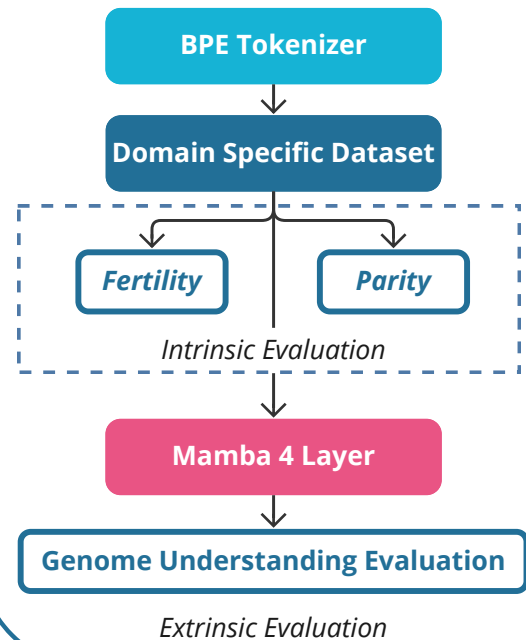 BPE Tokenizer
Domain Specific Dataset
Fertility
Parity
Intrinsic Evaluation
Mamba 4 Layer
Genome Understanding Evaluation
Extrinsic Evaluation